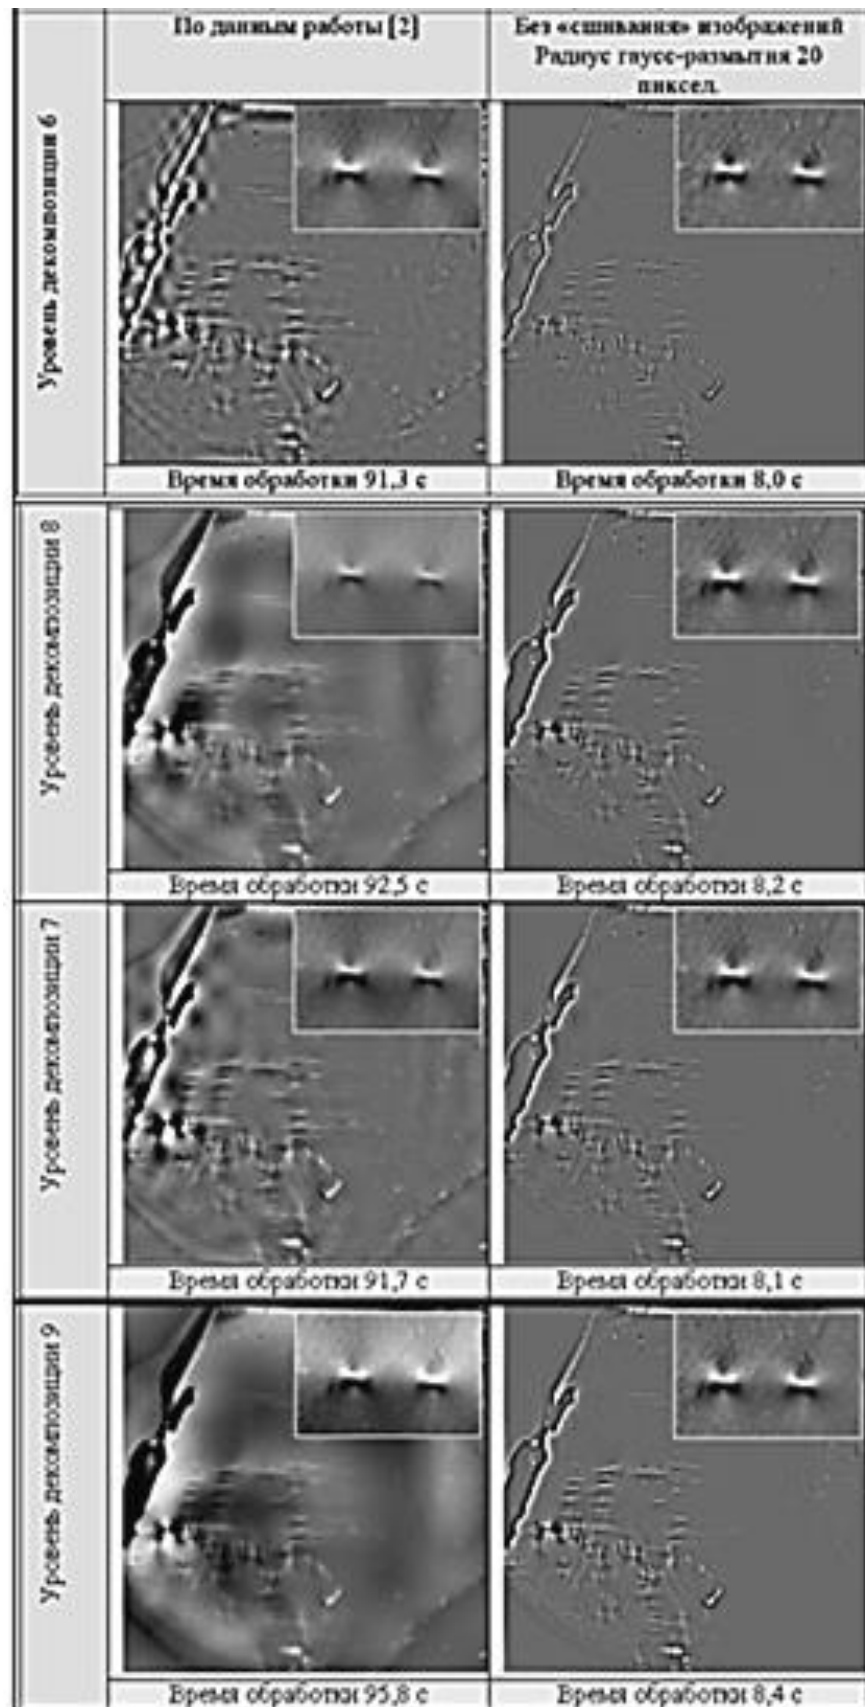 По данным работы [2]
Без «сшивания» изображений
Радиус гаусс-размытия 20
пиксел.
Уровень декомпозиции 6
Время обработки 91,3 с
Время обработки 8,0 с
Уровень декомпозиции 8
Время обработки 92,5 с
Время обработки 8,2 с
Уровень декомпозиции 7
Время обработки 91,7 с
Время обработки 8,1 с
Уровень декомпозиции 9
Время обработки 95,8 с
Время обработки 8,4 с